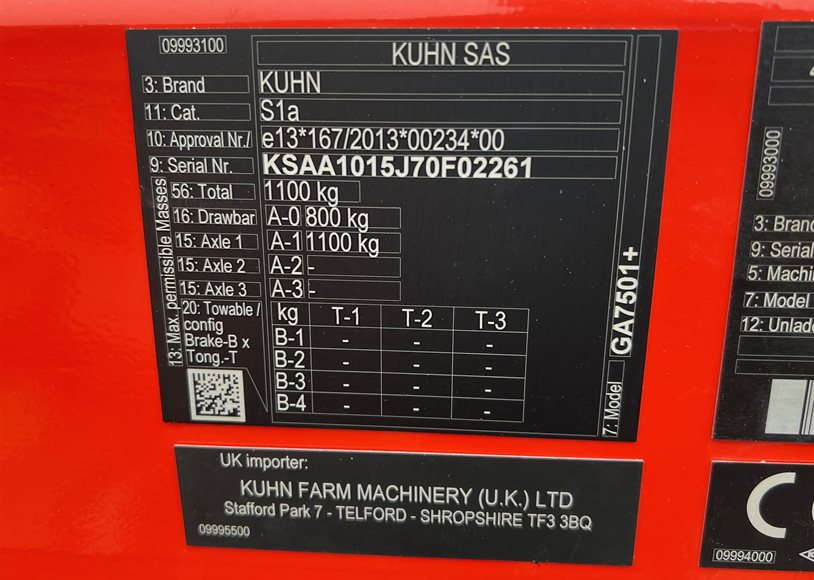 09993100
KUHN SAS
3: Brand KUHN
11: Cat. S1a
10: Approval Nr./ e13*167/2013*00234*00
9: Serial Nr. KSAA1015J70F02261
13: Max. permissible Masses
56: Total 1100 kg
16: Drawbar A-0 800 kg
15: Axle 1 A-1 1100 kg
15: Axle 2 A-2 -
15: Axle 3 A-3 -
20: Towable / config Brake-B x Tong.-T
kg T-1 T-2 T-3
B-1 - - -
B-2 - - -
B-3 - - -
B-4 - - -
7: Model GA7501+
UK importer:
KUHN FARM MACHINERY (U.K.) LTD
Stafford Park 7 - TELFORD - SHROPSHIRE TF3 3BQ
09995500
09993000
3: Brand
9: Serial
5: Machi
7: Model
12: Unlade
C
09994000